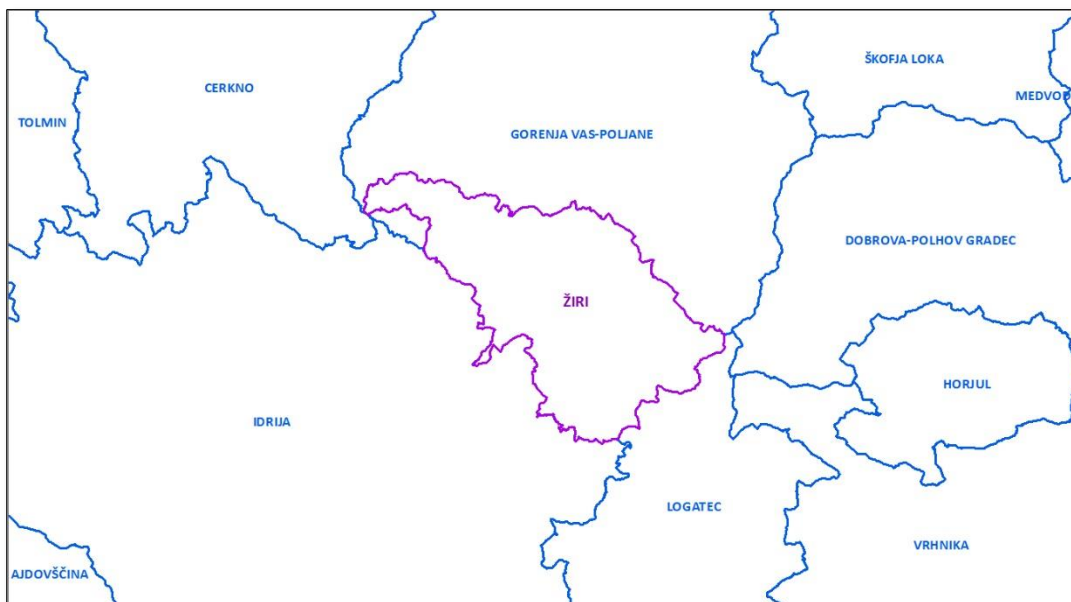 ŠKOFJA LOKA
CERKNO
MEDVOD
TOLMIN
GORENJA VAS-POLJANE
DOBROVA-POLHOV GRADEC
ŽIRI
HORJUL
IDRIJA
LOGATEC
VRHNIKA
AJDOVŠČINA